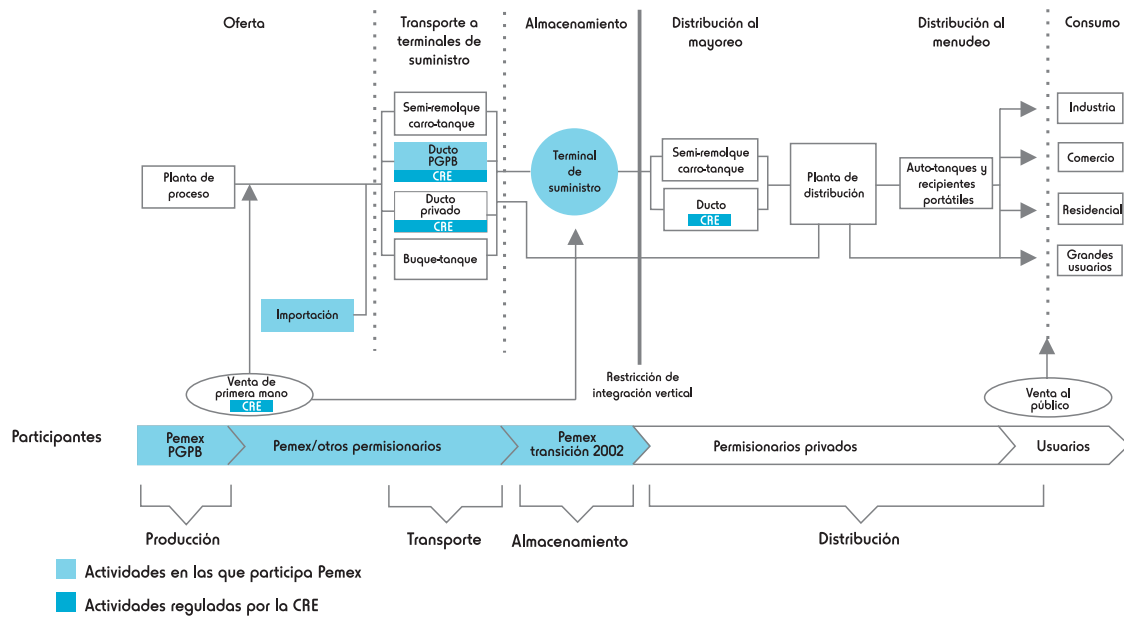 Oferta
Transporte a
terminales de
suministro
Almacenamiento
Distribución al
mayoreo
Distribución al
menudeo
Consumo
Semi-remolque
carro-tanque
Ducto
PGPB
CRE
Ducto
privado
CRE
Buque-tanque
Planta de
proceso
Importación
Terminal
de
suministro
Semi-remolque
carro-tanque
Ducto
CRE
Planta de
distribución
Auto-tanques y
recipientes
portátiles
Industria
Comercio
Residencial
Grandes
usuarios
Venta de
primera mano
CRE
Restricción de
integración vertical
Venta al
público
Participantes
Pemex
PGPB
Pemex/otros permisionarios
Pemex
transición 2002
Permisionarios privados
Usuarios
Producción
Transporte
Almacenamiento
Distribución
Actividades en las que participa Pemex
Actividades reguladas por la CRE